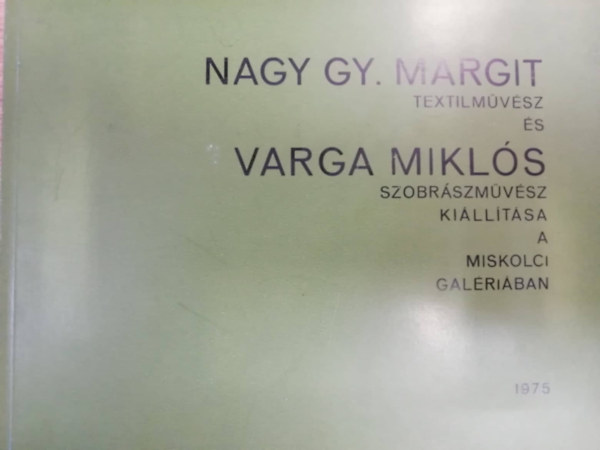 NAGY GY. MARGIT
TEXTILMŰVÉSZ
ÉS
VARGA MIKLÓS
SZOBRÁSZMŰVÉSZ
KIÁLLÍTÁSA
A
MISKOLCI
GALÉRIÁBAN
1975